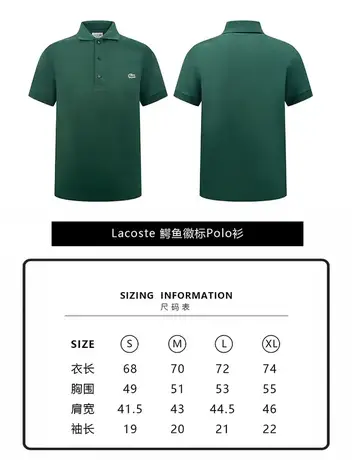 Lacoste 鳄鱼徽标Polo衫
SIZING INFORMATION
尺码表
SIZE S M L XL
衣长 68 70 72 74
胸围 49 51 53 55
肩宽 41.5 43 44.5 46
袖长 19 20 21 22